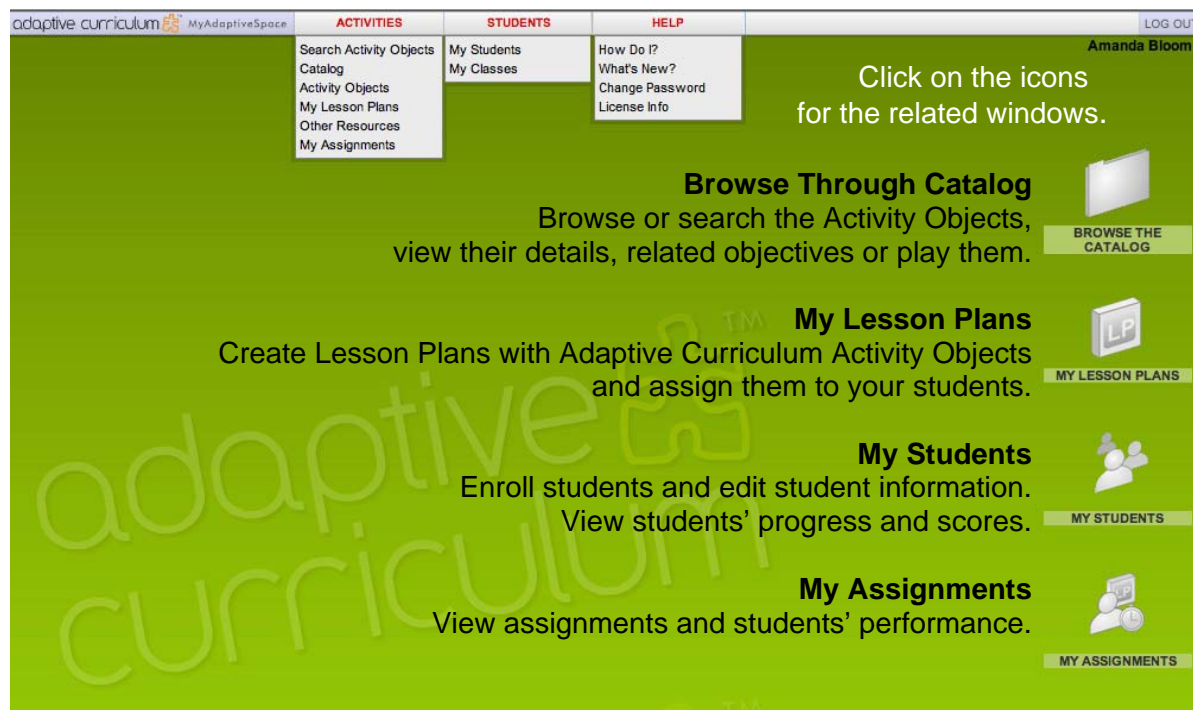 adaptive curriculum MyAdaptiveSpace ACTIVITIES STUDENTS HELP LOG OUT
Amanda Bloom
Search Activity Objects
Catalog
Activity Objects
My Lesson Plans
Other Resources
My Assignments
My Students
My Classes
How Do I?
What's New?
Change Password
License Info
Click on the icons
for the related windows.
Browse Through Catalog
Browse or search the Activity Objects,
view their details, related objectives or play them.
BROWSE THE
CATALOG
My Lesson Plans
Create Lesson Plans with Adaptive Curriculum Activity Objects
and assign them to your students.
LP
MY LESSON PLANS
My Students
Enroll students and edit student information.
View students’ progress and scores.
MY STUDENTS
My Assignments
View assignments and students’ performance.
LP
MY ASSIGNMENTS
adaptive TM
curriculum
TM